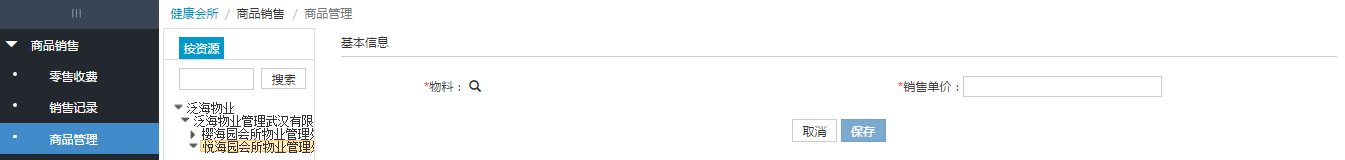 健康会所 / 商品销售 / 商品管理
商品销售
零售收费
销售记录
商品管理
按资源
搜索
泛海物业
泛海物业管理武汉有限
樱海园会所物业管理
悦海园会所物业管理
基本信息
*物料：
*销售单价：
取消 保存